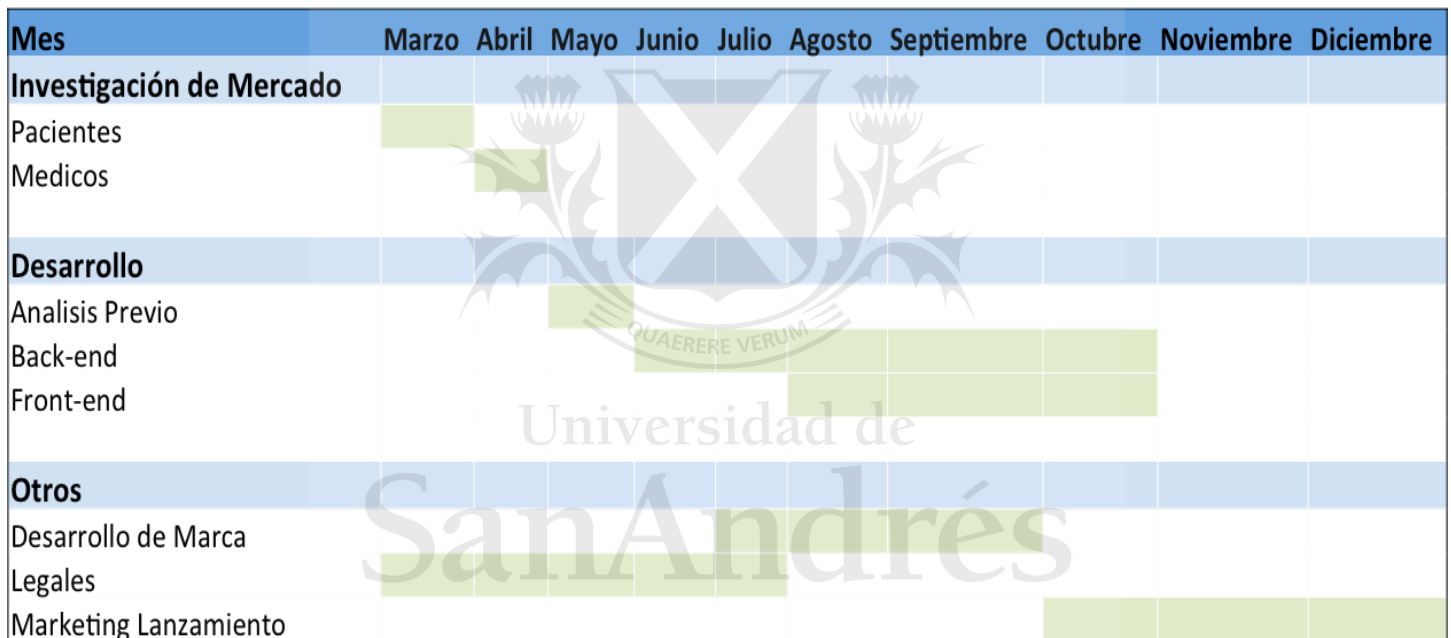 Mes Marzo Abril Mayo Junio Julio Agosto Septiembre Octubre Noviembre Diciembre
Investigación de Mercado
Pacientes
Medicos
Desarrollo
Analisis Previo
Back-end
QUAERERE VERUM
Front-end
Universidad de
Otros
SanAndrés
Desarrollo de Marca
Legales
Marketing Lanzamiento